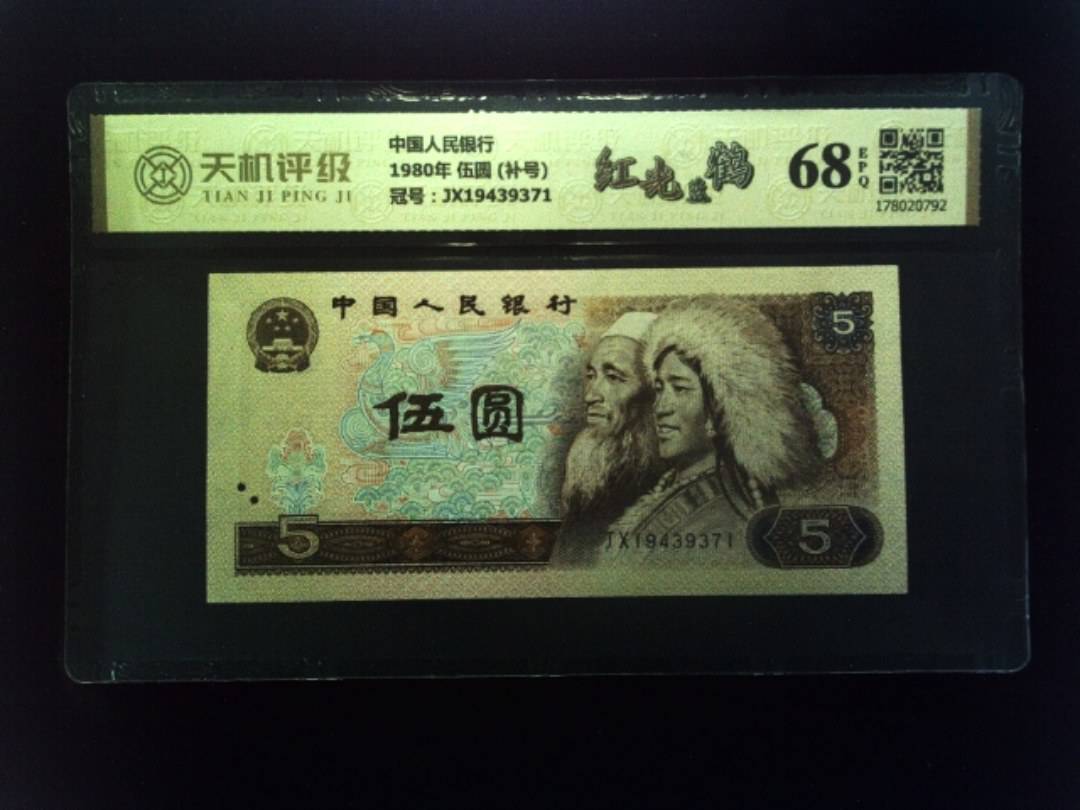 天机评级
TIAN JI PING JI
中国人民银行
1980年 伍圆 (补号)
冠号：JX19439371
红光蓝鹤
68
EPQ
178020792
中国人民银行
5
伍圆
5
JX19439371
5